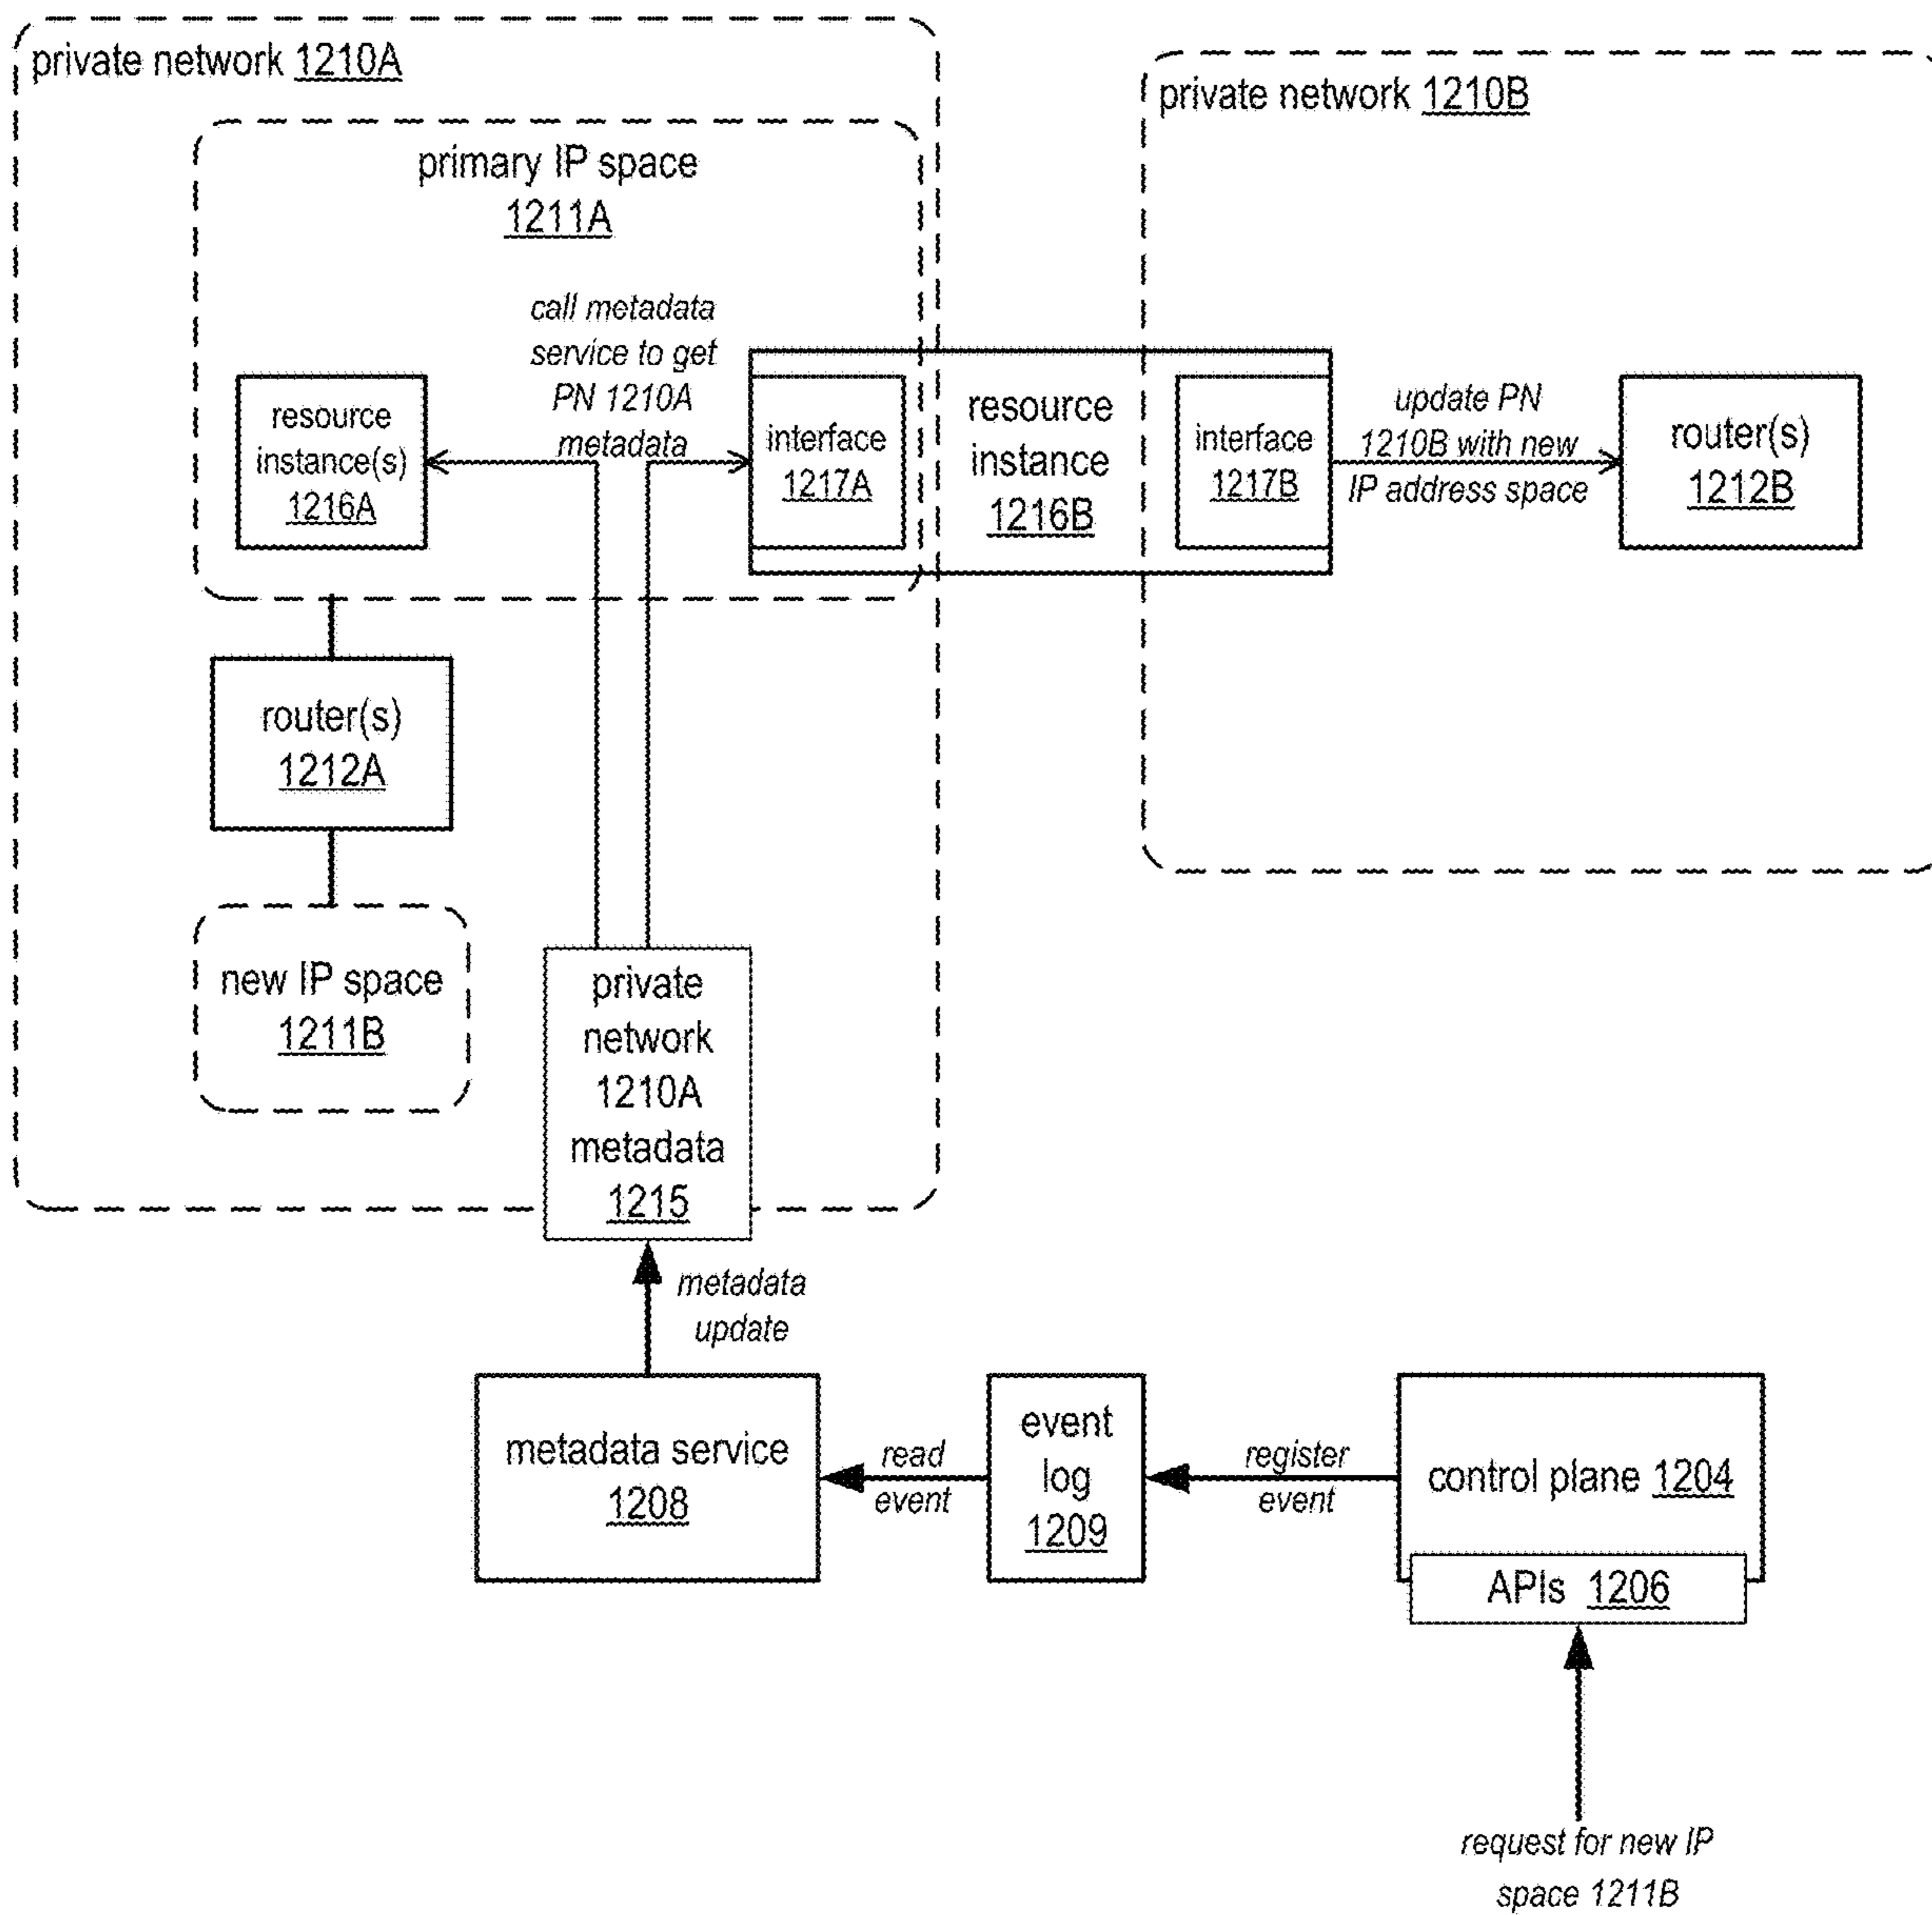 private network 1210A
primary IP space
1211A
call metadata
service to get
PN 1210A
metadata
resource
instance(s)
1216A
interface
1217A
resource
instance
1216B
private network 1210B
interface
1217B
update PN
1210B with new
IP address space
router(s)
1212B
router(s)
1212A
new IP space
1211B
private
network
1210A
metadata
1215
metadata
update
metadata service
1208
read
event
event
log
1209
register
event
control plane 1204
APIs 1206
request for new IP
space 1211B